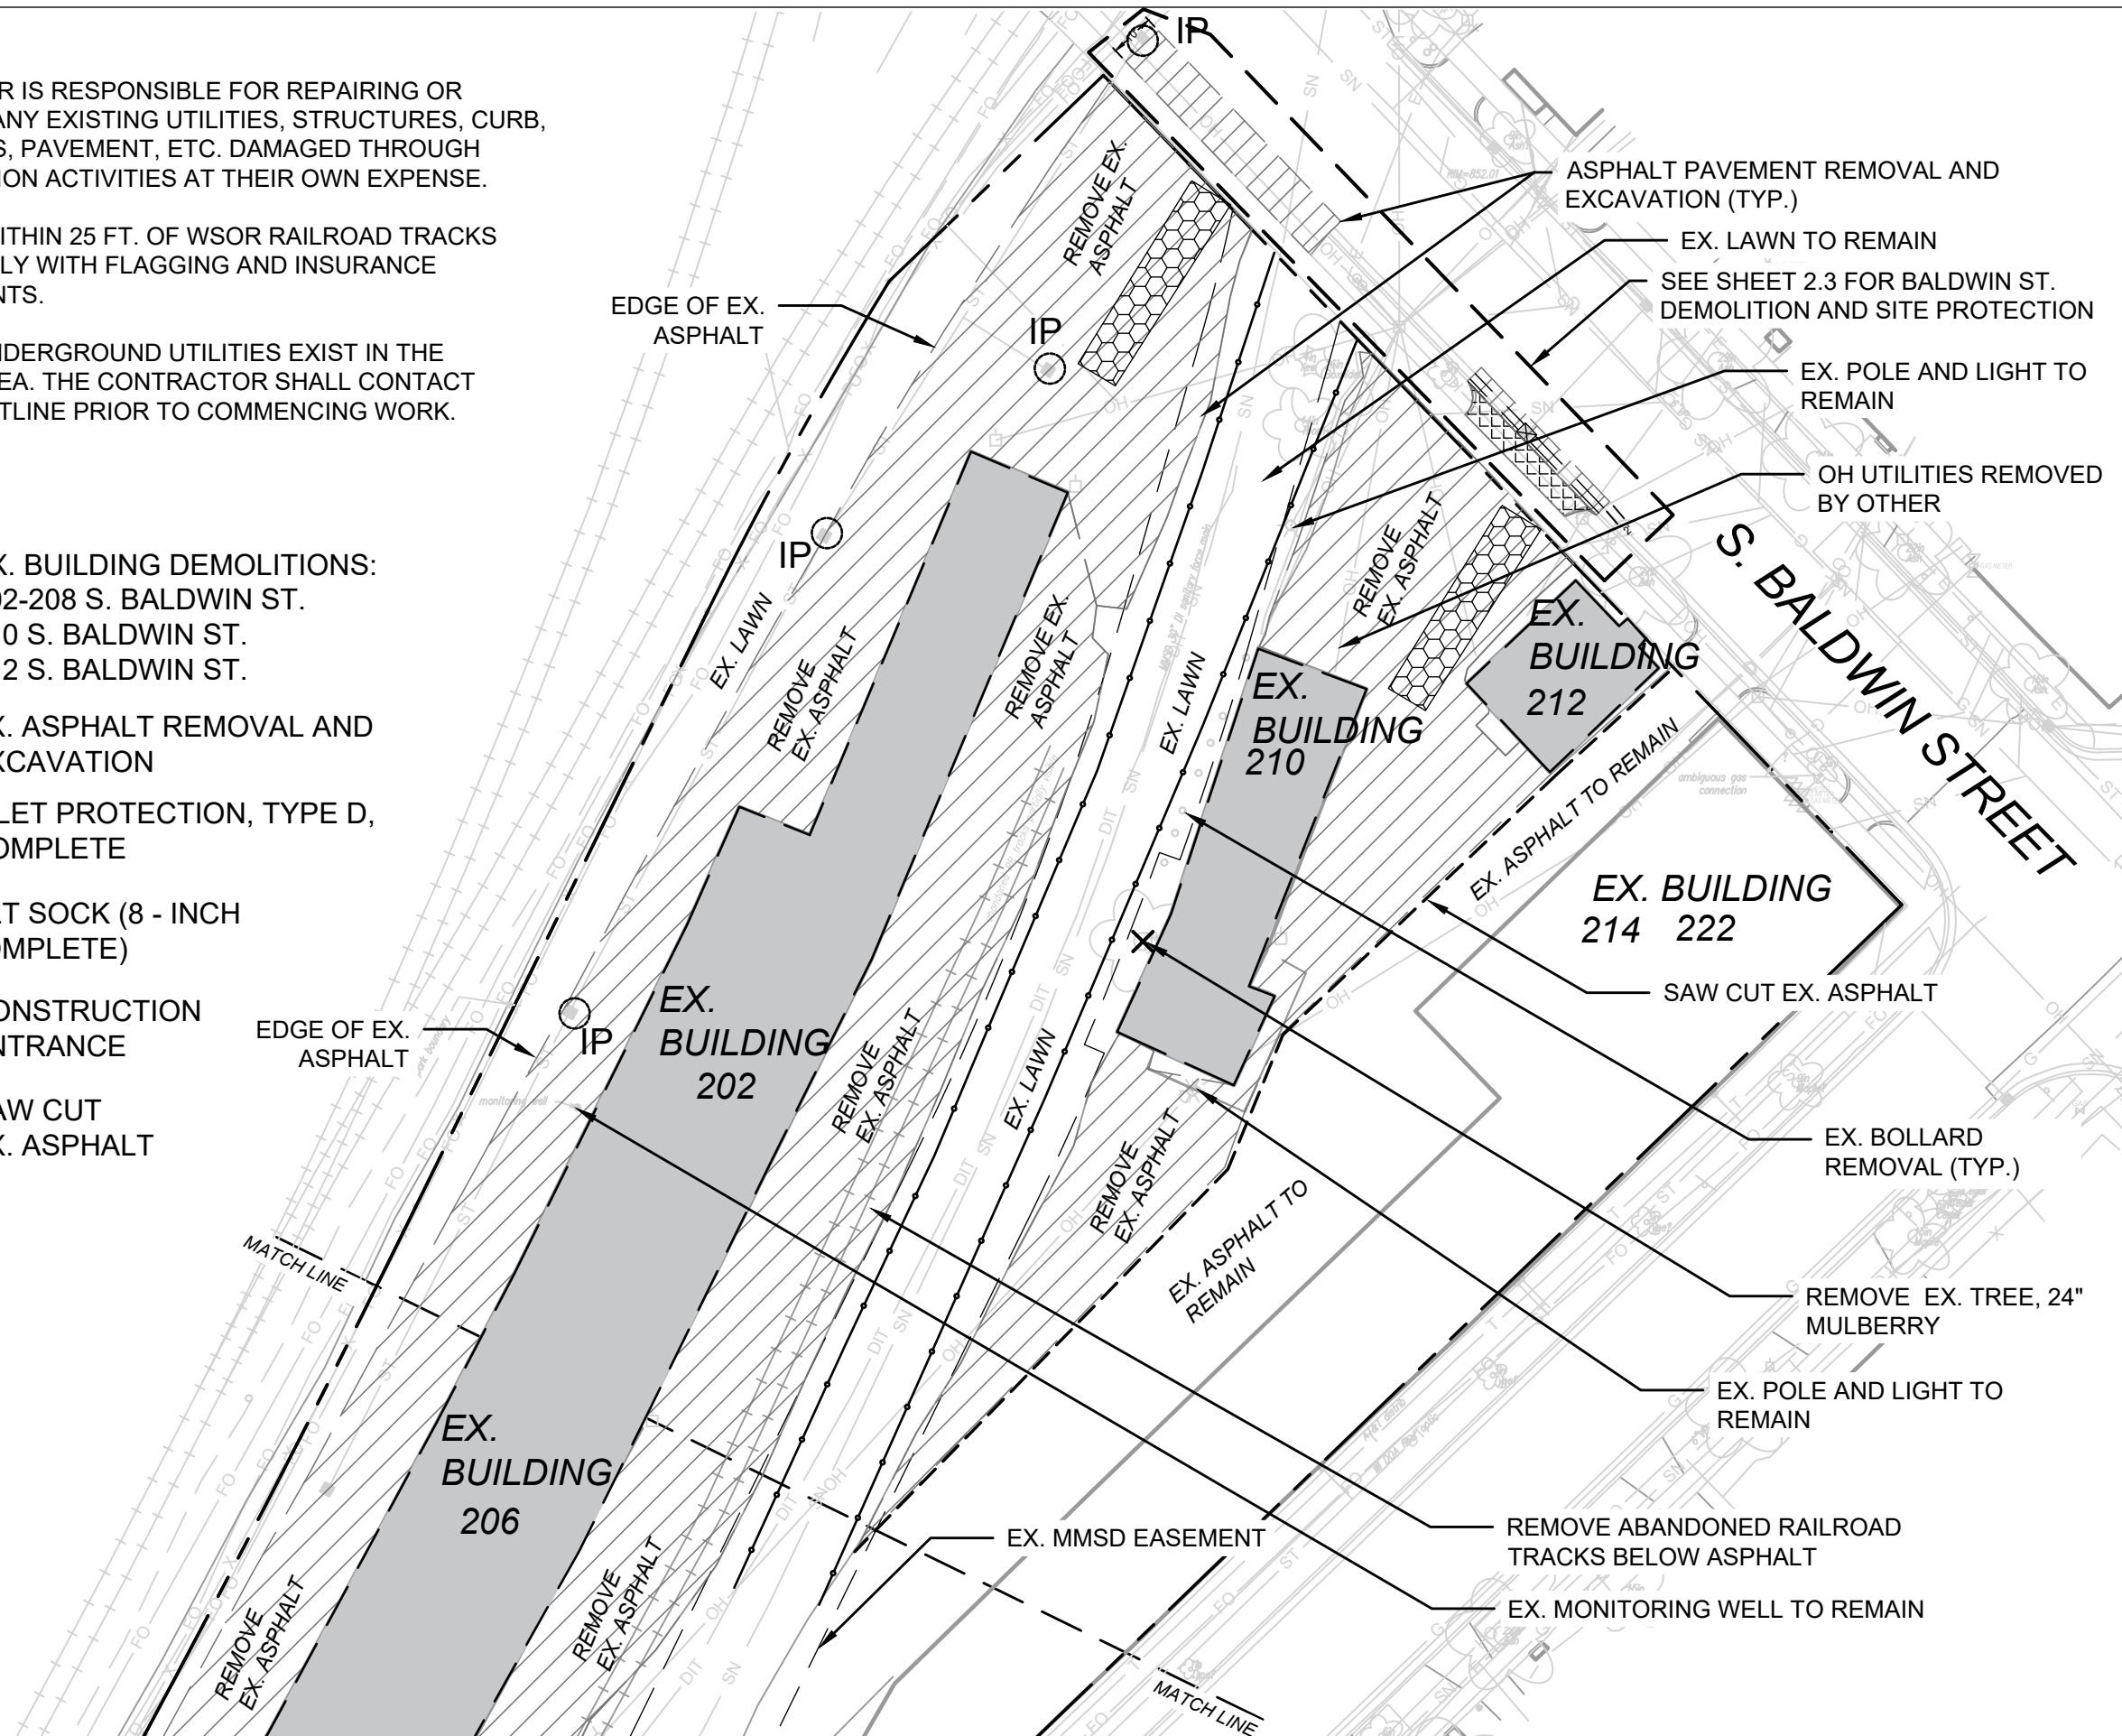 R IS RESPONSIBLE FOR REPAIRING OR
ANY EXISTING UTILITIES, STRUCTURES, CURB,
S, PAVEMENT, ETC. DAMAGED THROUGH
ION ACTIVITIES AT THEIR OWN EXPENSE.
ITHIN 25 FT. OF WSOR RAILROAD TRACKS
LY WITH FLAGGING AND INSURANCE
NTS.
NDERGROUND UTILITIES EXIST IN THE
EA. THE CONTRACTOR SHALL CONTACT
TLINE PRIOR TO COMMENCING WORK.
X. BUILDING DEMOLITIONS:
02-208 S. BALDWIN ST.
0 S. BALDWIN ST.
2 S. BALDWIN ST.
X. ASPHALT REMOVAL AND
XCAVATION
LET PROTECTION, TYPE D,
OMPLETE
T SOCK (8 - INCH
OMPLETE)
ONSTRUCTION
NTRANCE
AW CUT
X. ASPHALT
IP
IP
IP
IP
EDGE OF EX.
ASPHALT
EDGE OF EX.
ASPHALT
REMOVE EX.
ASPHALT
EX. LAWN
REMOVE
EX. ASPHALT
REMOVE EX.
ASPHALT
EX. LAWN
REMOVE
EX. ASPHALT
EX.
BUILDING
212
EX.
BUILDING
210
EX. ASPHALT TO REMAIN
EX. BUILDING
214 222
S. BALDWIN STREET
ASPHALT PAVEMENT REMOVAL AND
EXCAVATION (TYP.)
EX. LAWN TO REMAIN
SEE SHEET 2.3 FOR BALDWIN ST.
DEMOLITION AND SITE PROTECTION
EX. POLE AND LIGHT TO
REMAIN
OH UTILITIES REMOVED
BY OTHER
RIM=852.01
GAS METER
ambiguous gas
connection
SAW CUT EX. ASPHALT
EX. BOLLARD
REMOVAL (TYP.)
REMOVE EX. TREE, 24"
MULBERRY
EX. POLE AND LIGHT TO
REMAIN
REMOVE ABANDONED RAILROAD
TRACKS BELOW ASPHALT
EX. MONITORING WELL TO REMAIN
EX. MMSD EASEMENT
EX.
BUILDING
202
monitoring well
REMOVE
EX. ASPHALT
EX. LAWN
REMOVE
EX. ASPHALT
EX. ASPHALT TO
REMAIN
MATCH LINE
EX.
BUILDING
206
REMOVE
EX. ASPHALT
REMOVE
EX. ASPHALT
MATCH LINE